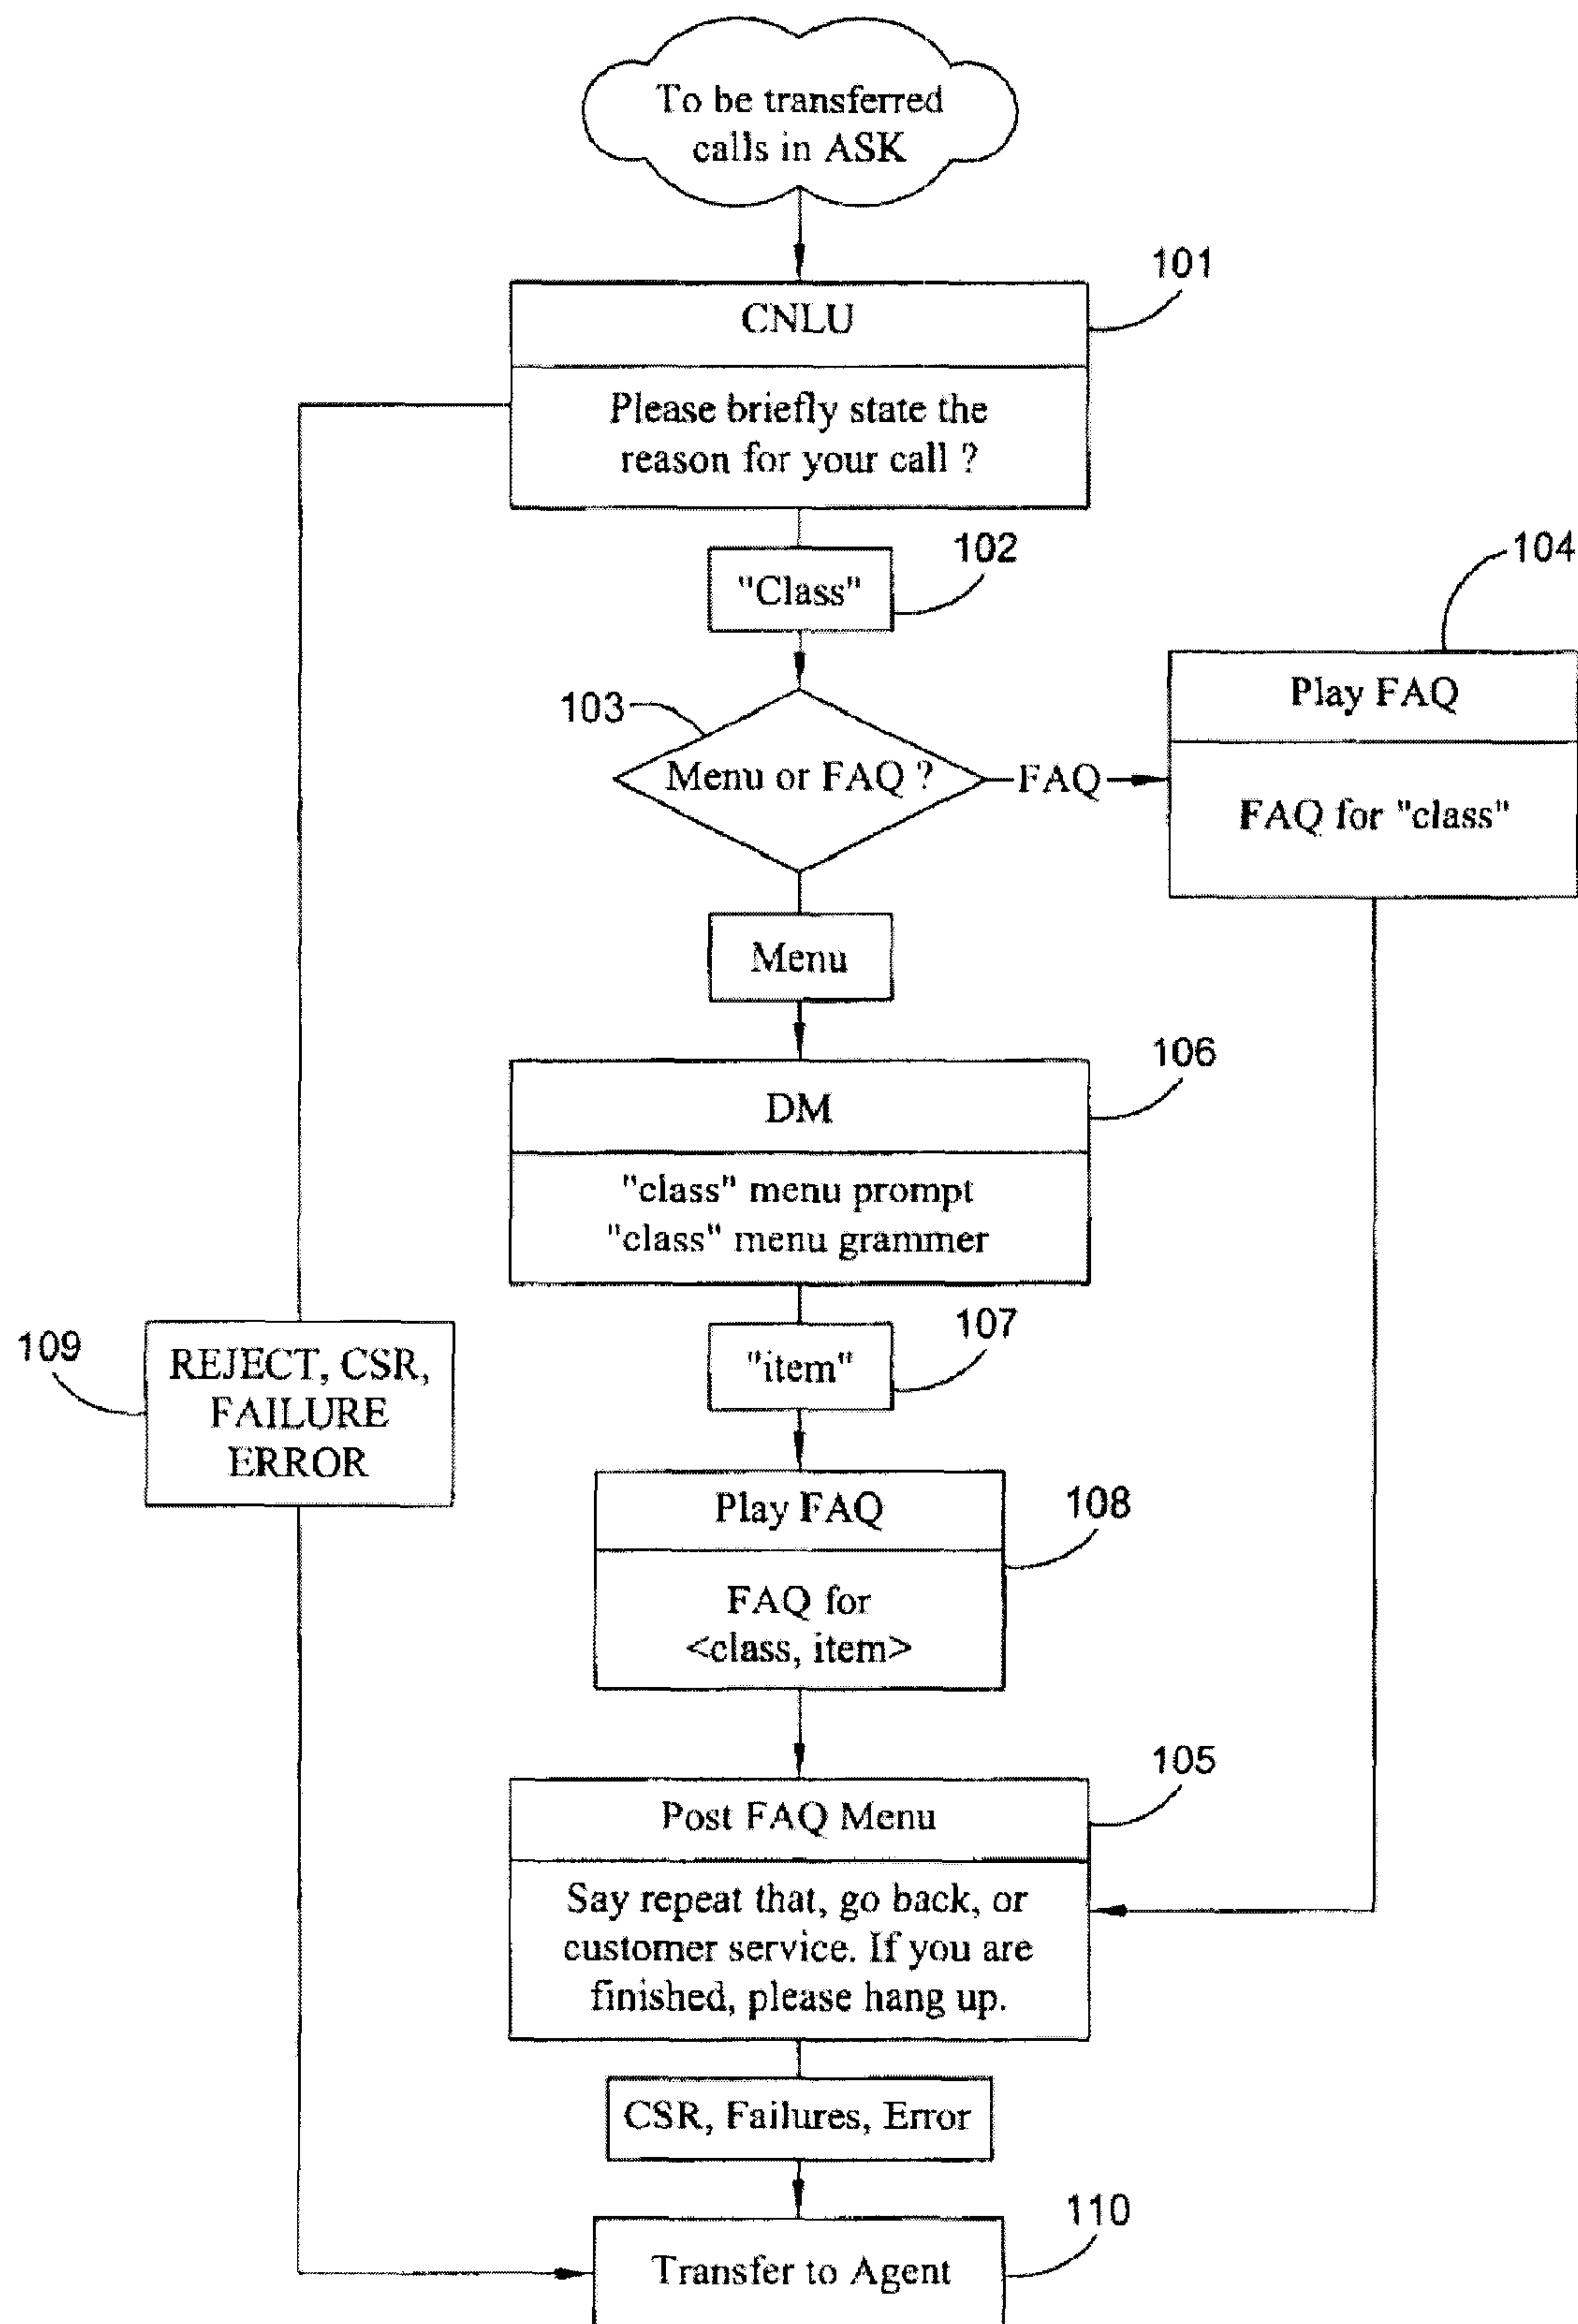 To be transferred
calls in ASK
101
CNLU
Please briefly state the
reason for your call ?
102
"Class"
104
103
Menu or FAQ ?
FAQ
Play FAQ
FAQ for "class"
Menu
106
DM
"class" menu prompt
"class" menu grammer
107
"item"
109
REJECT, CSR,
FAILURE
ERROR
108
Play FAQ
FAQ for
<class, item>
105
Post FAQ Menu
Say repeat that, go back, or
customer service. If you are
finished, please hang up.
CSR, Failures, Error
110
Transfer to Agent